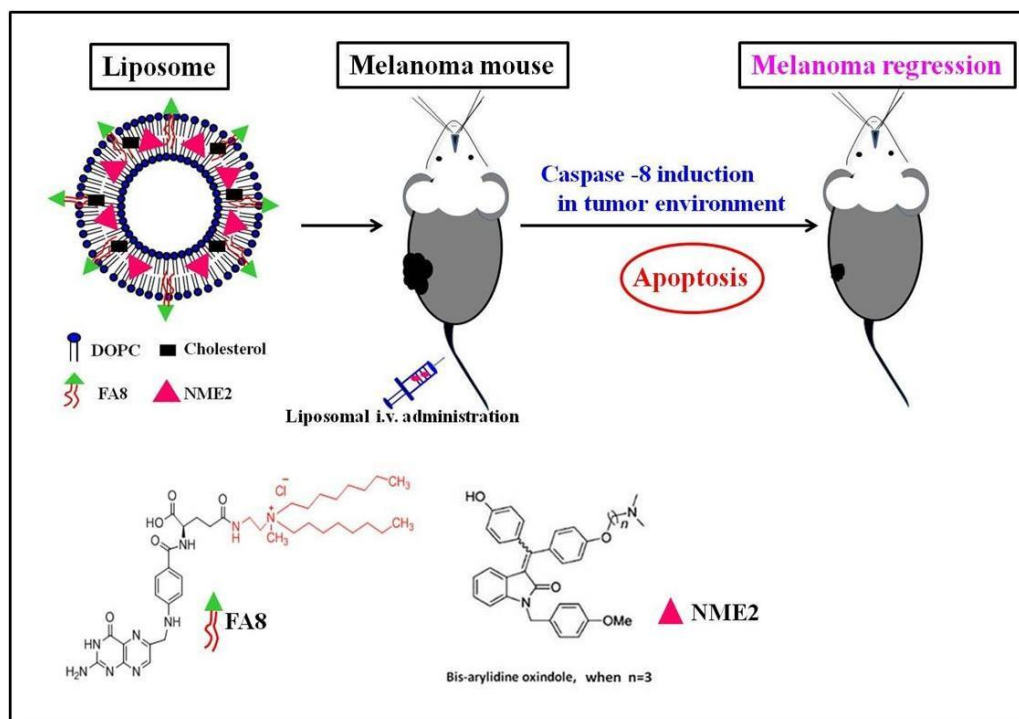 Liposome
Melanoma mouse
Melanoma regression
Caspase -8 induction
in tumor environment
Apoptosis
DOPC
Cholesterol
FA8
NME2
Liposomal i.v. administration
Cl−
CH3
CH3
N+
CH3
O
O
HO
N
H
NH
O
O
HN
H2N
N
N
N
NH
FA8
HO
O
n
N
O
N
OMe
NME2
Bis-arylidine oxindole, when n=3